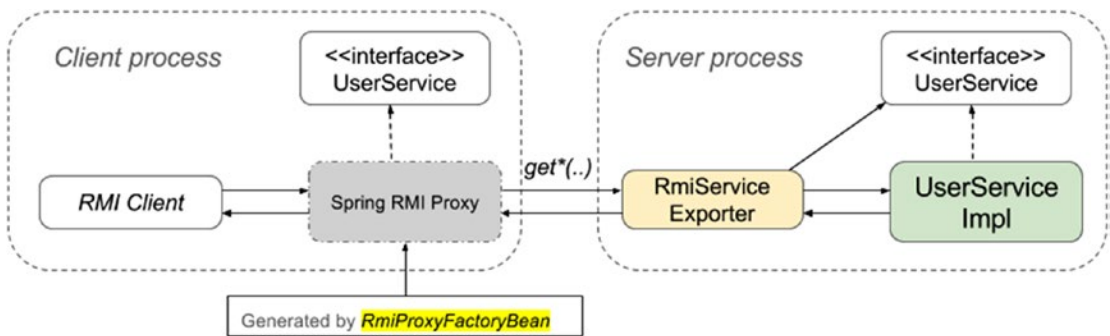 Client process
<<interface>>
UserService
RMI Client
Spring RMI Proxy
get*(..)
Generated by RmiProxyFactoryBean
Server process
<<interface>>
UserService
RmiService
Exporter
UserService
Impl